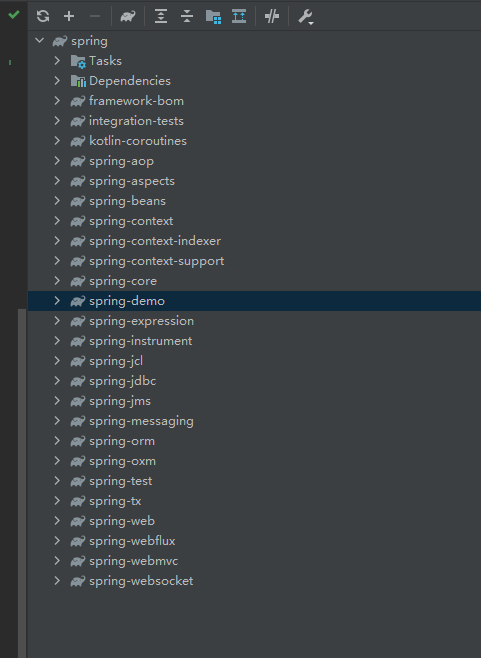 spring
Tasks
Dependencies
framework-bom
integration-tests
kotlin-coroutines
spring-aop
spring-aspects
spring-beans
spring-context
spring-context-indexer
spring-context-support
spring-core
spring-demo
spring-expression
spring-instrument
spring-jcl
spring-jdbc
spring-jms
spring-messaging
spring-orm
spring-oxm
spring-test
spring-tx
spring-web
spring-webflux
spring-webmvc
spring-websocket